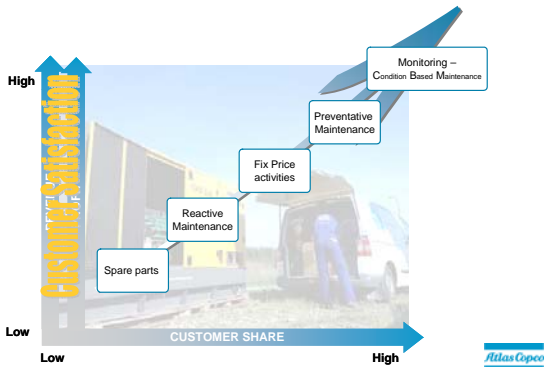 High
Customer Satisfaction
Monitoring –
Condition Based Maintenance
Preventative
Maintenance
Fix Price
activities
Reactive
Maintenance
Spare parts
Low
CUSTOMER SHARE
Low
High
Atlas Copco